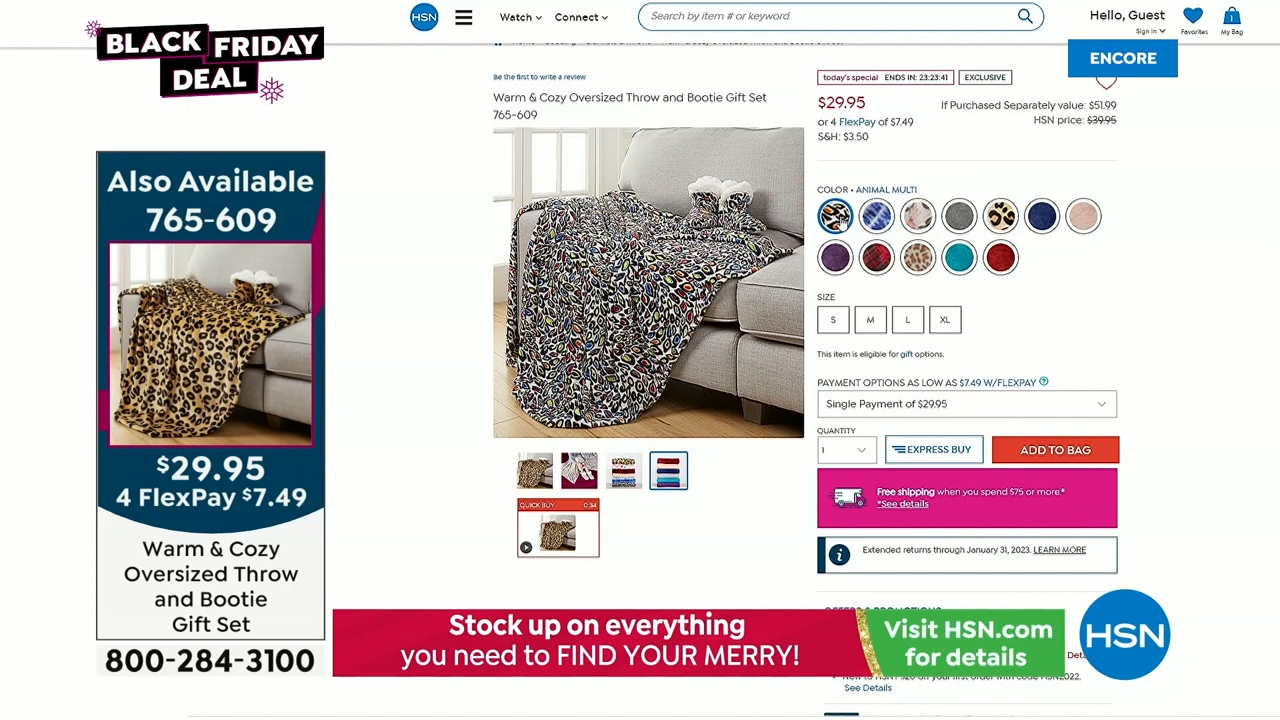 BLACK FRIDAY
DEAL
HSN
Watch
Connect
Search by item # or keyword
Hello, Guest
Sign In
Favorites
1
My Bag
ENCORE
Also Available
765-609
$29.95
4 FlexPay $7.49
Warm & Cozy
Oversized Throw
and Bootie
Gift Set
800-284-3100
Be the first to write a review
Warm & Cozy Oversized Throw and Bootie Gift Set
765-609
QUICK BUY 0:34
today's special ENDS IN: 23:23:41 EXCLUSIVE
$29.95
If Purchased Separately value: $51.99
or 4 FlexPay of $7.49
HSN price: $39.95
S&H: $3.50
COLOR • ANIMAL MULTI
SIZE
S M L XL
This item is eligible for gift options.
PAYMENT OPTIONS AS LOW AS $7.49 W/FLEXPAY ?
Single Payment of $29.95
QUANTITY
1
EXPRESS BUY
ADD TO BAG
Free shipping when you spend $75 or more.*
*See details
i
Extended returns through January 31, 2023. LEARN MORE
Stock up on everything
you need to FIND YOUR MERRY!
Visit HSN.com
for details
HSN
See Details